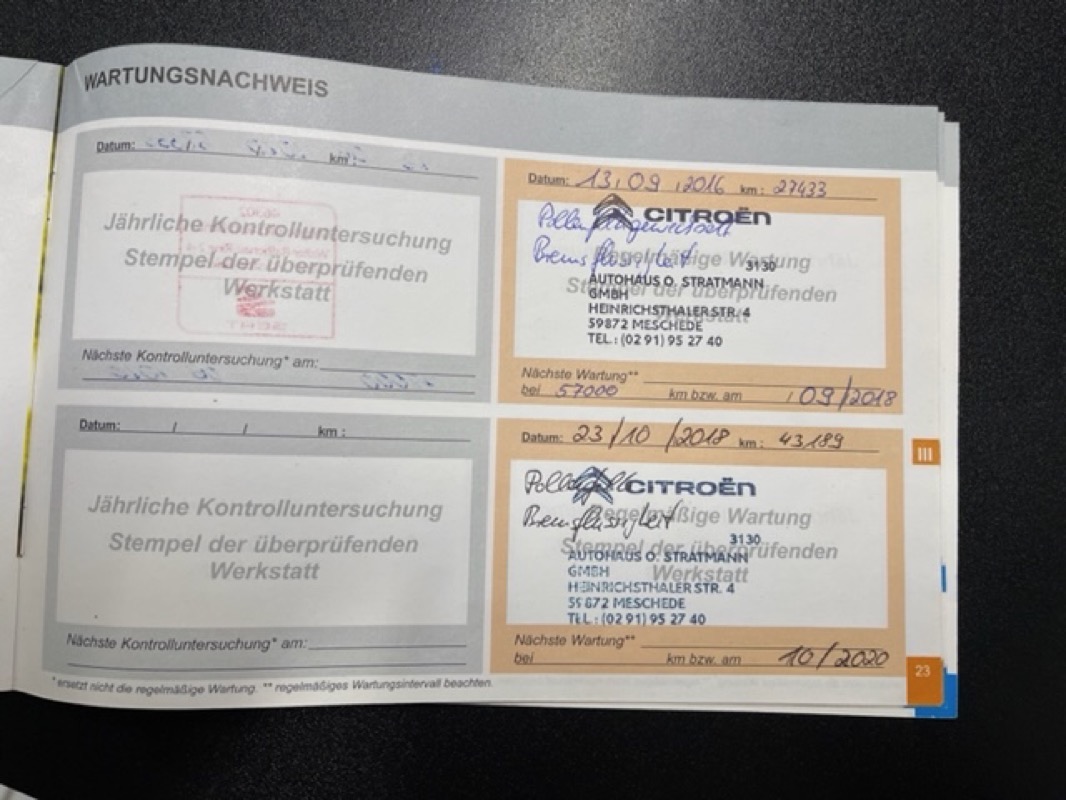 WARTUNGSNACHWEIS
Datum: km:
Jährliche Kontrolluntersuchung
Stempel der überprüfenden
Werkstatt
Nächste Kontrolluntersuchung* am:
Datum: 13.09.2016 km: 27433
CITROËN
Bremsflüssigkeit
Regelmäßige Wartung
3130
Stempel der überprüfenden
Werkstatt
AUTOHAUS O. STRATMANN
GMBH
HEINRICHSTHALER STR. 4
59872 MESCHEDE
TEL.: (02 91) 95 27 40
Nächste Wartung**
bei 57000 km bzw. am / 09/2018
Datum: / / km:
Jährliche Kontrolluntersuchung
Stempel der überprüfenden
Werkstatt
Nächste Kontrolluntersuchung* am:
Datum: 23/10/2018 km: 43189
CITROËN
Bremsflüssigkeit
Regelmäßige Wartung
3130
Stempel der überprüfenden
Werkstatt
AUTOHAUS O. STRATMANN
GMBH
HEINRICHSTHALER STR. 4
59872 MESCHEDE
TEL.: (02 91) 95 27 40
Nächste Wartung**
bei km bzw. am 10/2020
* ersetzt nicht die regelmäßige Wartung. ** regelmäßiges Wartungsintervall beachten.
III
23